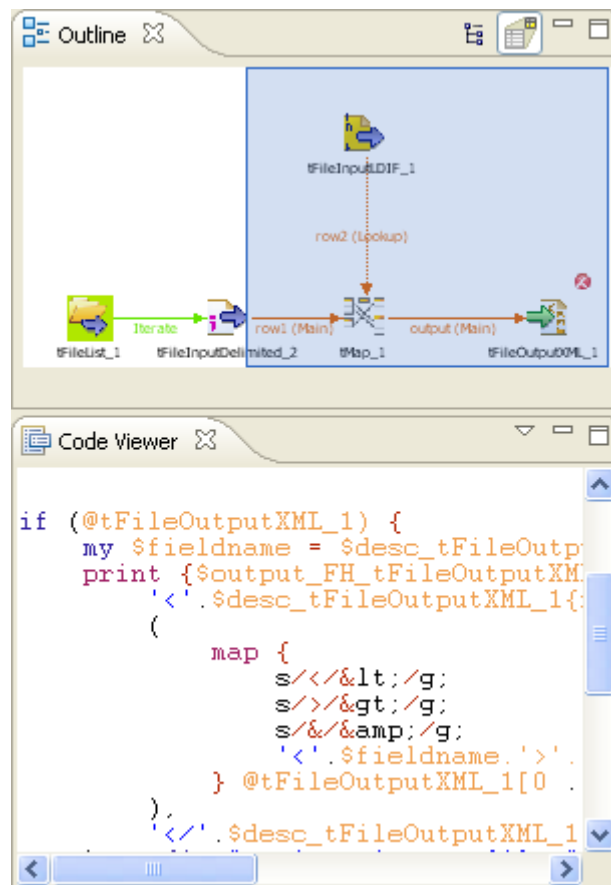 Outline
tFileInputLDIF_1
row2 (Lookup)
Iterate
row1 (Main)
output (Main)
tFileList_1
tFileInputDelimited_2
tMap_1
tFileOutputXML_1
Code Viewer
if (@tFileOutputXML_1) {
my $fieldname = $desc_tFileOutp
print {$output_FH_tFileOutputXM
'<'.$desc_tFileOutputXML_1{
(
map {
s/</&lt;/g;
s/>/&gt;/g;
s/&/&amp;/g;
'<'.$fieldname.'>'.
} @tFileOutputXML_1[0 .
),
'</'.$desc_tFileOutputXML_1